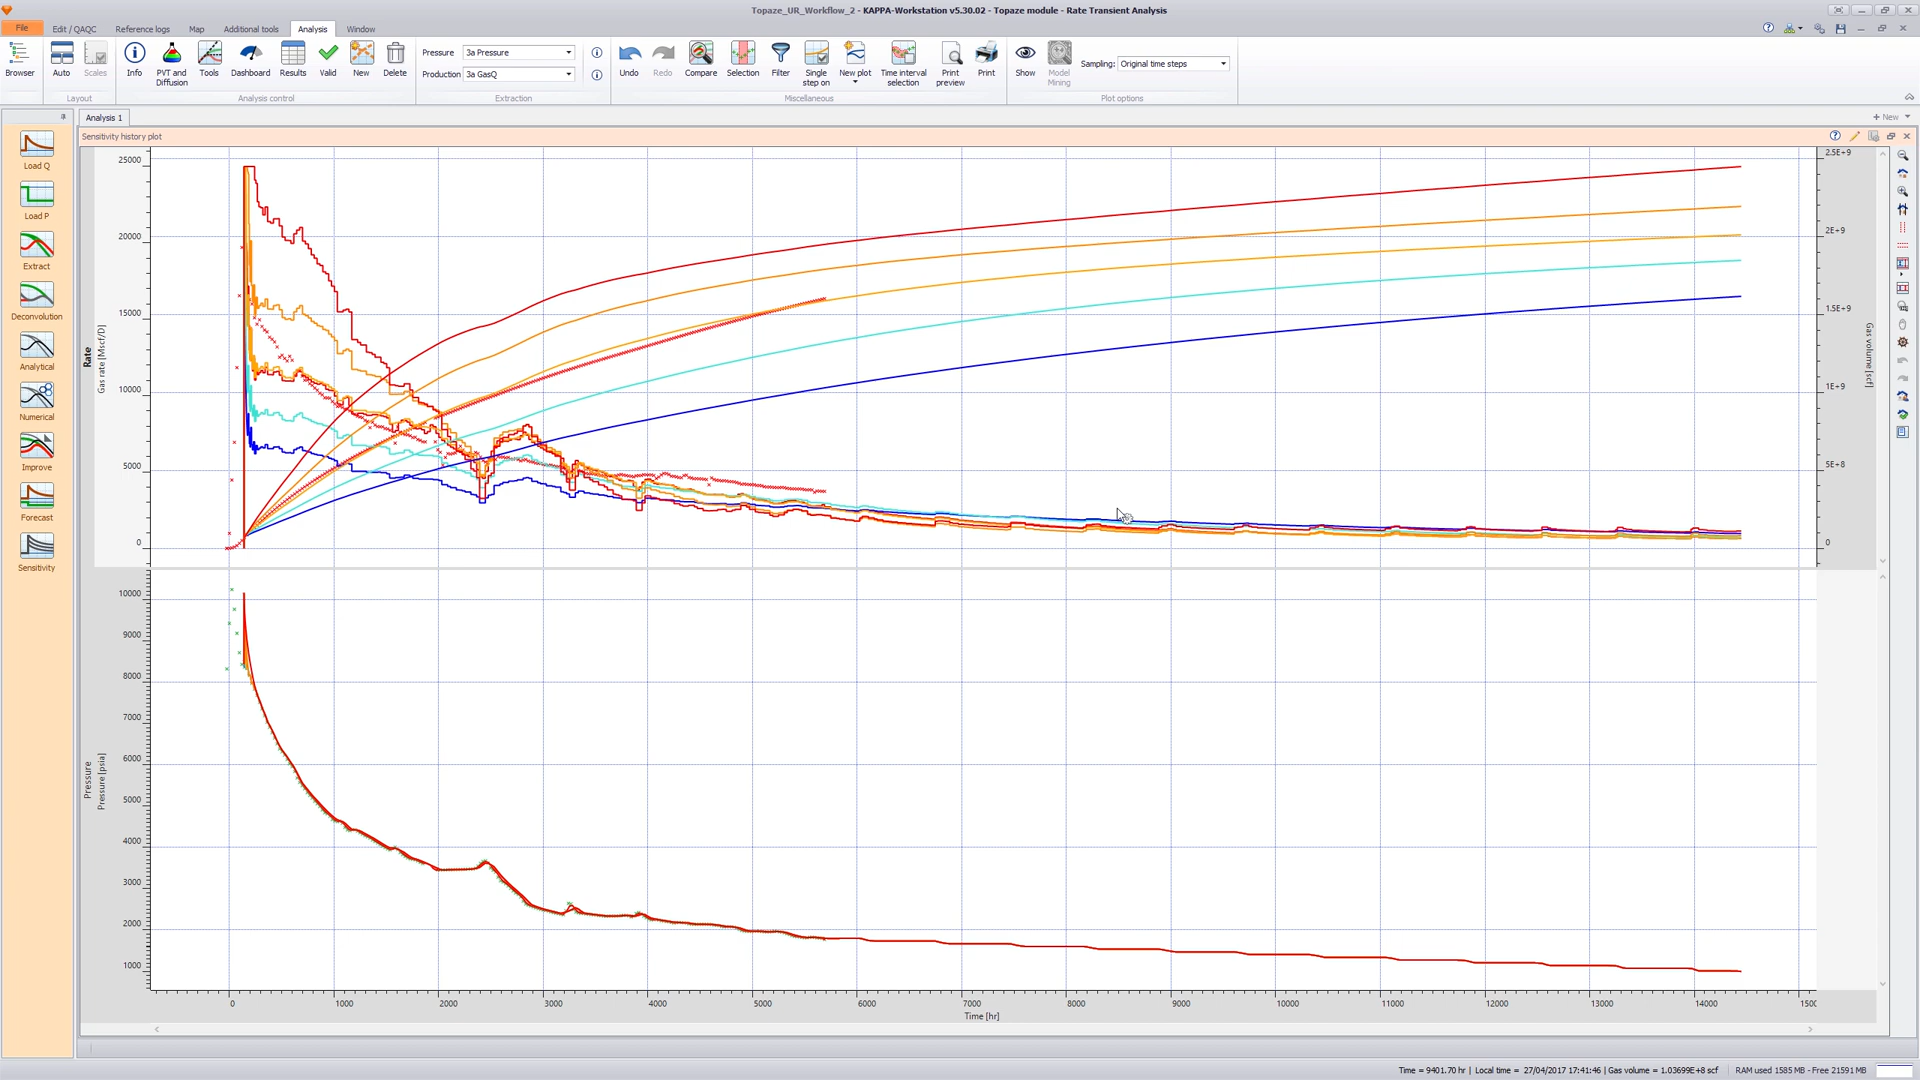 Topaze_UR_Workflow_2 - KAPPA-Workstation v5.30.02 - Topaze module - Rate Transient Analysis
File
Edit / QAQC
Reference logs
Map
Additional tools
Analysis
Window
Browser
Auto
Scales
Info
PVT and Diffusion
Tools
Dashboard
Results
Valid
New
Delete
Pressure
3a Pressure
Production
3a GasQ
Undo
Redo
Compare
Selection
Filter
Single step on
New plot
Time interval selection
Print preview
Print
Show
Model Mining
Sampling:
Original time steps
Layout
Analysis control
Extraction
Miscellaneous
Plot options
Analysis 1
+ New
Sensitivity history plot
Load Q
Load P
Extract
Deconvolution
Analytical
Numerical
Improve
Forecast
Sensitivity
25000
20000
15000
10000
5000
0
Rate
Gas rate [Mscf/D]
2.5E+9
2E+9
1.5E+9
1E+9
5E+8
0
Gas volume [scf]
10000
9000
8000
7000
6000
5000
4000
3000
2000
1000
Pressure
Pressure [psia]
0
1000
2000
3000
4000
5000
6000
7000
8000
9000
10000
11000
12000
13000
14000
1500
Time [hr]
Time = 9401.70 hr | Local time = 27/04/2017 17:41:46 | Gas volume = 1.03699E+8 scf
RAM used 1585 MB - Free 21591 MB